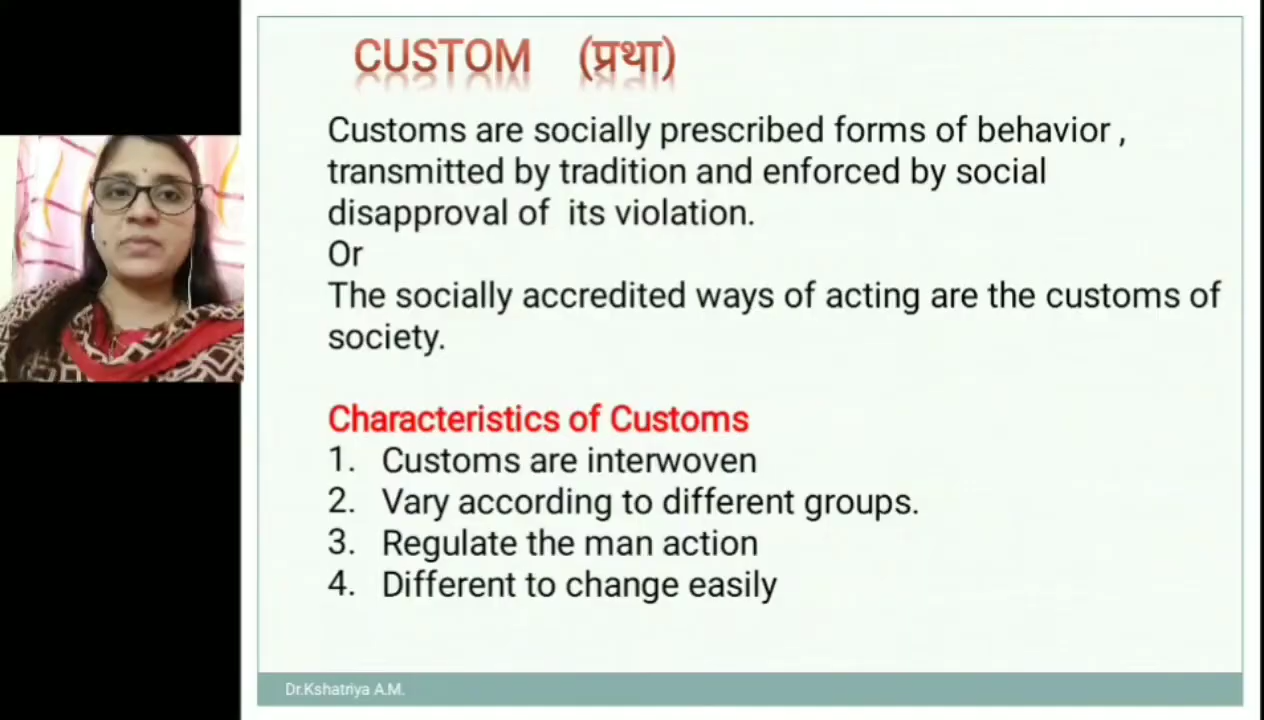 CUSTOM (प्रथा)
Customs are socially prescribed forms of behavior ,
transmitted by tradition and enforced by social
disapproval of its violation.
Or
The socially accredited ways of acting are the customs of
society.
Characteristics of Customs
1. Customs are interwoven
2. Vary according to different groups.
3. Regulate the man action
4. Different to change easily
Dr.Kshatriya A.M.